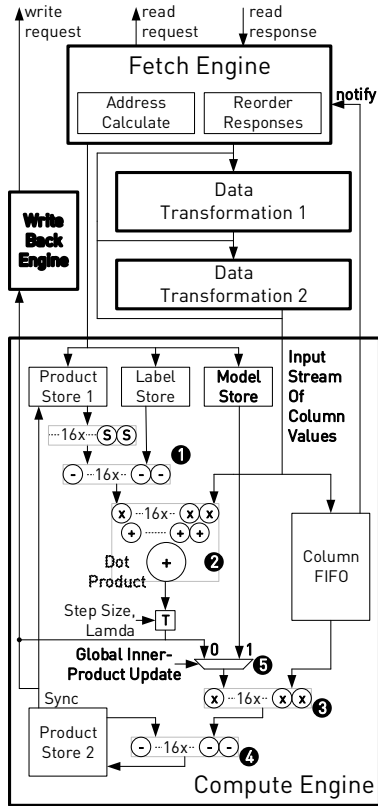 write
request
read
request
read
response
Fetch Engine
notify
Address
Calculate
Reorder
Responses
Data
Transformation 1
Write
Back
Engine
Data
Transformation 2
Product
Store 1
Label
Store
Model
Store
Input
Stream
Of
Column
Values
···16x··· S S
1
- ···16x··· - -
x ···16x··· x x
+ ······· + +
2
Dot
Product
+
Column
FIFO
Step Size,
Lamda
T
0 1
Global Inner-
Product Update
5
x ···16x··· x x
3
Sync
Product
Store 2
- ···16x··· - -
4
Compute Engine